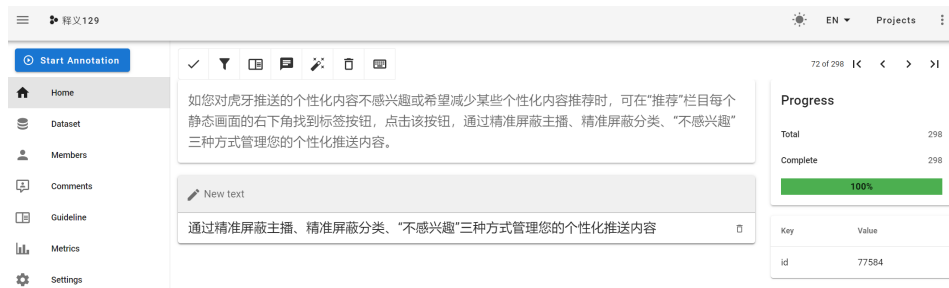 释义129
EN
Projects
Start Annotation
72 of 298
Home
Dataset
Members
Comments
Guideline
Metrics
Settings
如您对虎牙推送的个性化内容不感兴趣或希望减少某些个性化内容推荐时，可在“推荐”栏目每个
静态画面的右下角找到标签按钮，点击该按钮，通过精准屏蔽主播、精准屏蔽分类、“不感兴趣”
三种方式管理您的个性化推送内容。
New text
通过精准屏蔽主播、精准屏蔽分类、“不感兴趣”三种方式管理您的个性化推送内容
Progress
Total 298
Complete 298
100%
Key Value
id 77584